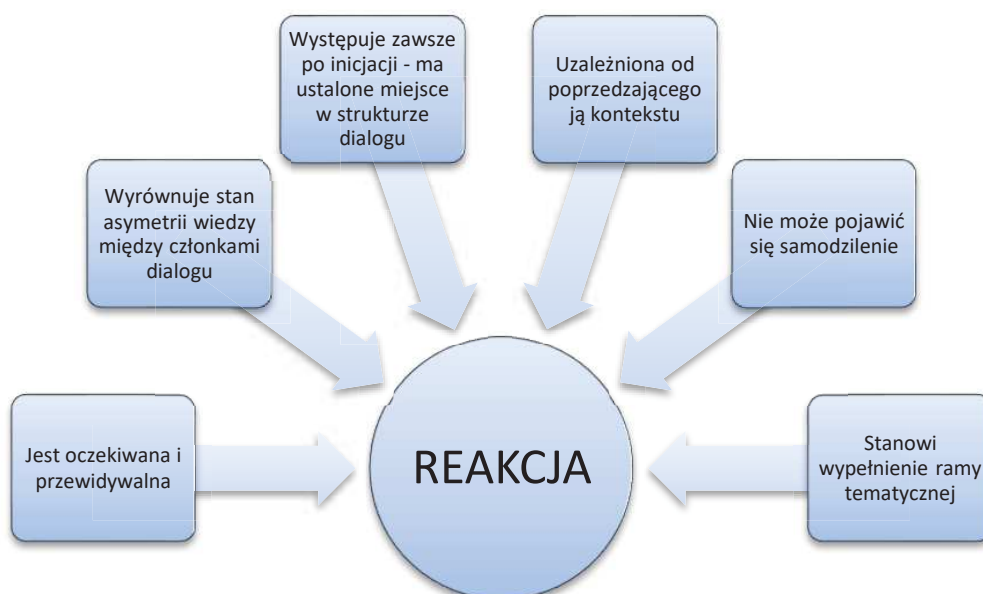 Występuje zawsze
po inicjacji - ma
ustalone miejsce
w strukturze
dialogu
Uzależniona od
poprzedzającego
ją kontekstu
Wyrównuje stan
asymetrii wiedzy
między członkami
dialogu
Nie może pojawić
się samodzilenie
Jest oczekiwana i
przewidywalna
REAKCJA
Stanowi
wypełnienie ramy
tematycznej